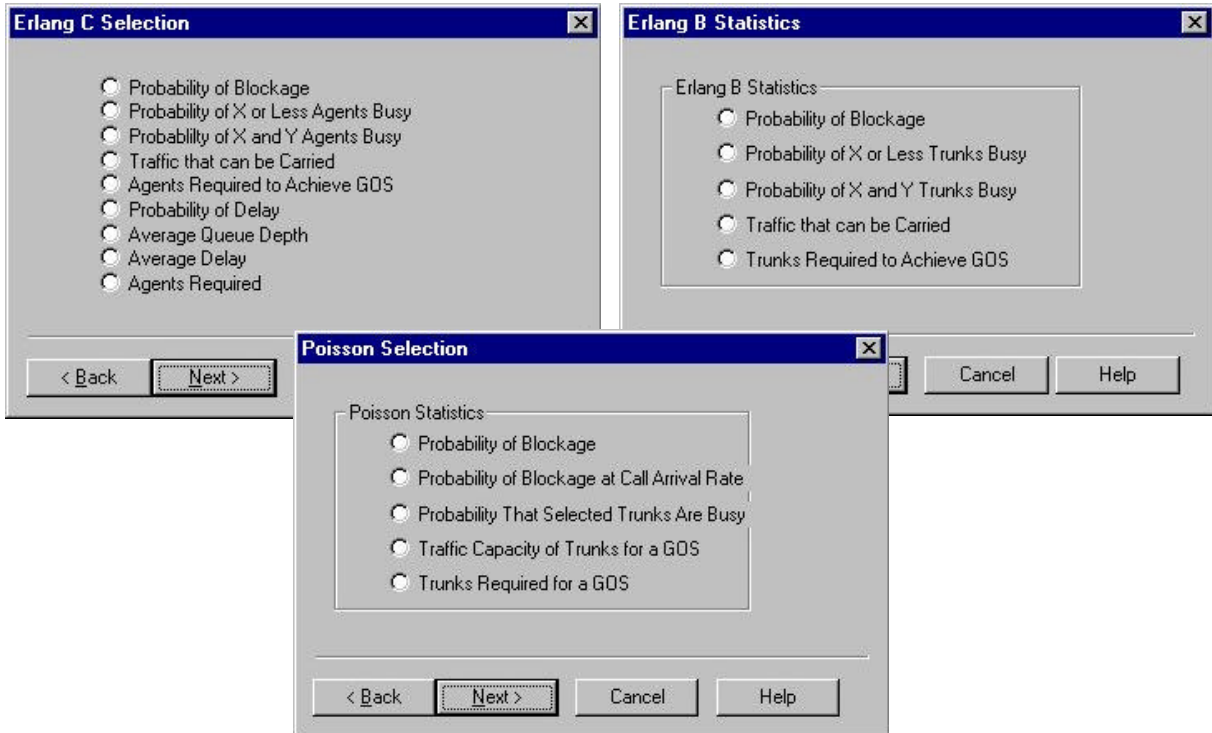 Erlang C Selection
Probability of Blockage
Probability of X or Less Agents Busy
Probablilty of X and Y Agents Busy
Traffic that can be Carried
Agents Required to Achieve GOS
Probability of Delay
Average Queue Depth
Average Delay
Agents Required
< Back
Next >
Erlang B Statistics
Erlang B Statistics
Probability of Blockage
Probability of X or Less Trunks Busy
Probability of X and Y Trunks Busy
Traffic that can be Carried
Trunks Required to Achieve GOS
Cancel
Help
Poisson Selection
Poisson Statistics
Probability of Blockage
Probability of Blockage at Call Arrival Rate
Probability That Selected Trunks Are Busy
Traffic Capacity of Trunks for a GOS
Trunks Required for a GOS
< Back
Next >
Cancel
Help